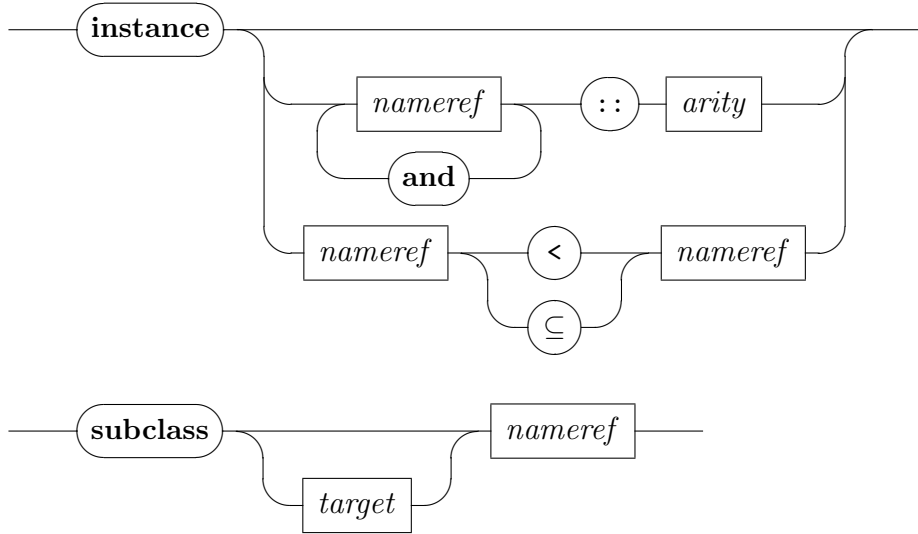 instance
nameref :: arity
and
nameref < nameref
⊆
subclass nameref
target